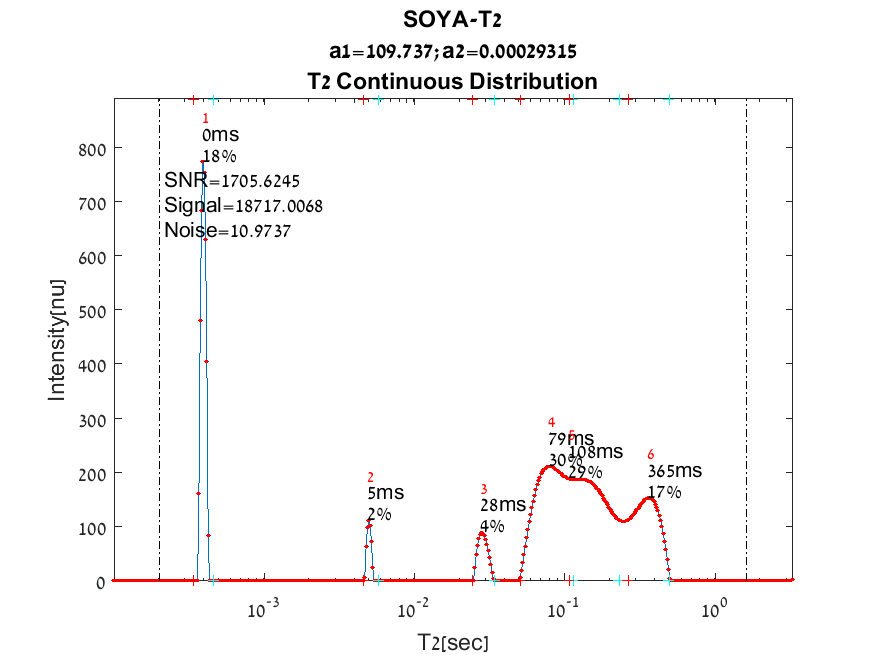 SOYA-T2
a1=109.737; a2=0.00029315
T2 Continuous Distribution
1
0ms
18%
SNR=1705.6245
Signal=18717.0068
Noise=10.9737
2
5ms
2%
3
28ms
4%
4
79ms
30%
5
108ms
29%
6
365ms
17%
800
700
600
500
400
300
200
100
0
Intensity[nu]
10^-3
10^-2
10^-1
10^0
T2[sec]